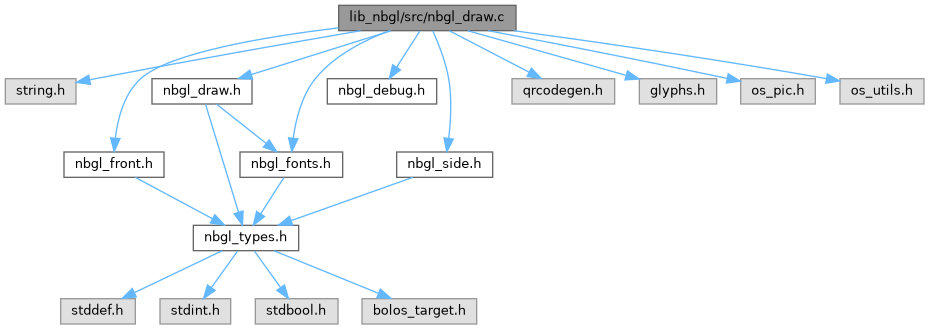 lib_nbgl/src/nbgl_draw.c
string.h
nbgl_draw.h
nbgl_debug.h
qrcodegen.h
glyphs.h
os_pic.h
os_utils.h
nbgl_front.h
nbgl_fonts.h
nbgl_side.h
nbgl_types.h
stddef.h
stdint.h
stdbool.h
bolos_target.h